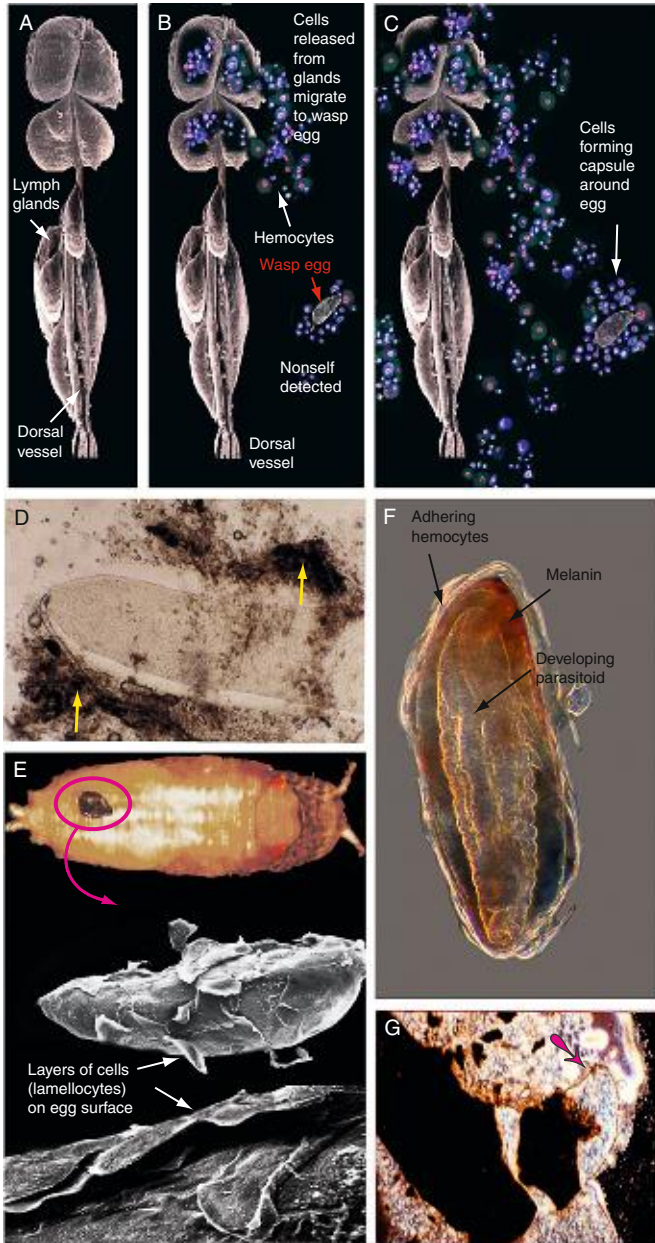 A
Lymph
glands
Dorsal
vessel
B
Cells
released
from
glands
migrate
to wasp
egg
Hemocytes
Wasp egg
Nonself
detected
Dorsal
vessel
C
Cells
forming
capsule
around
egg
D
E
Layers of cells
(lamellocytes)
on egg surface
F
Adhering
hemocytes
Melanin
Developing
parasitoid
G